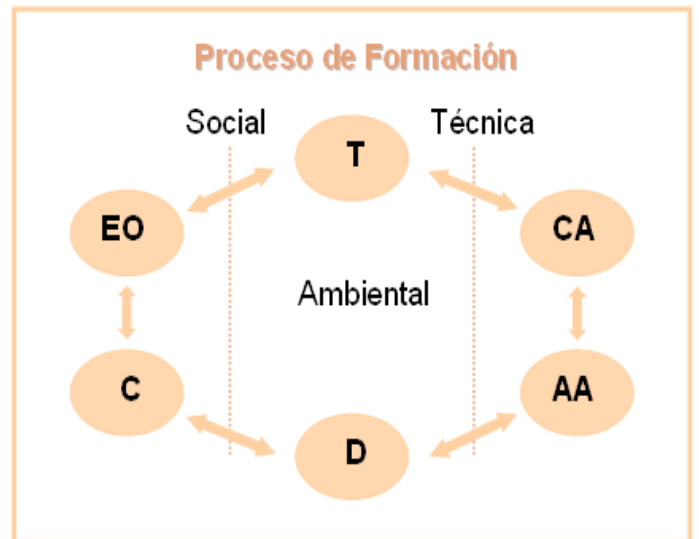 Proceso de Formación
Social
Técnica
T
EO
CA
Ambiental
C
AA
D